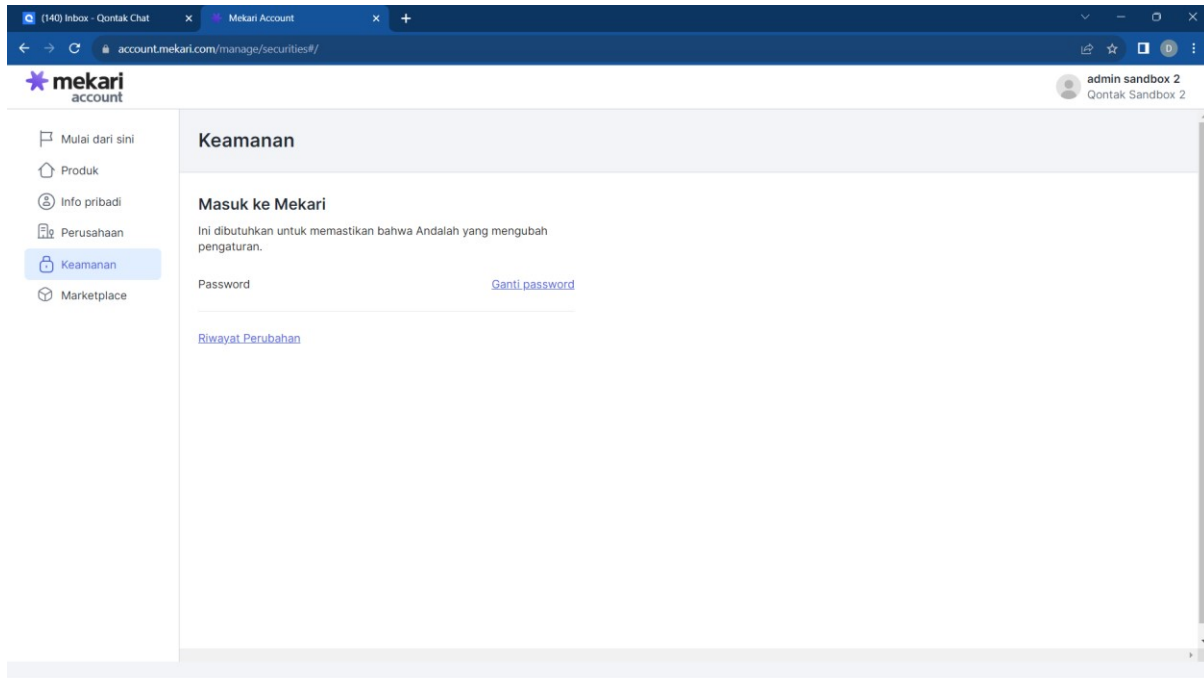 (140) Inbox - Qontak Chat
Mekari Account
account.mekari.com/manage/securities#/
D
mekari
account
admin sandbox 2
Qontak Sandbox 2
Mulai dari sini
Produk
Info pribadi
Perusahaan
Keamanan
Marketplace
Keamanan
Masuk ke Mekari
Ini dibutuhkan untuk memastikan bahwa Andalah yang mengubah
pengaturan.
Password Ganti password
Riwayat Perubahan